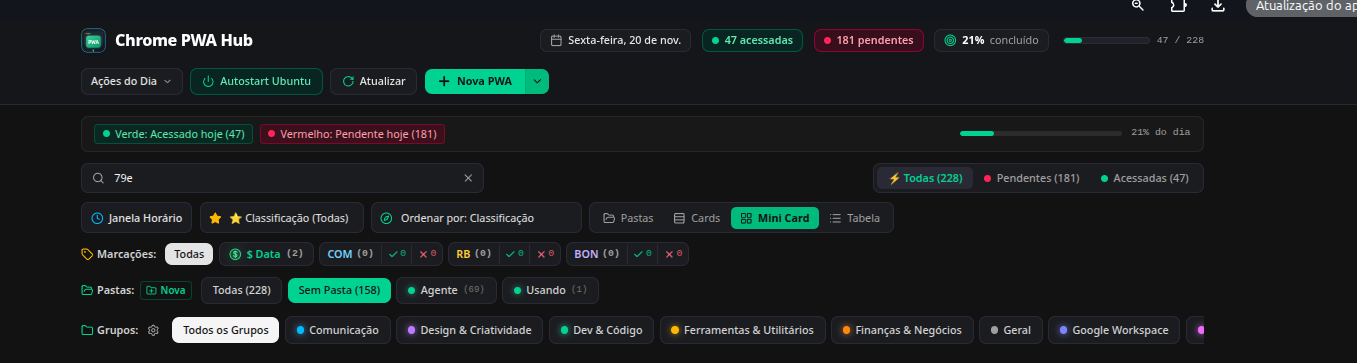 Atualização do ap
Chrome PWA Hub
Sexta-feira, 20 de nov.
47 acessadas
181 pendentes
21% concluído
47 / 228
Ações do Dia
Autostart Ubuntu
Atualizar
Nova PWA
Verde: Acessado hoje (47)
Vermelho: Pendente hoje (181)
21% do dia
79e
Todas (228)
Pendentes (181)
Acessadas (47)
Janela Horário
Classificação (Todas)
Ordenar por: Classificação
Pastas
Cards
Mini Card
Tabela
Marcações:
Todas
$ Data (2)
COM (0)
0
0
RB (0)
0
0
BON (0)
0
0
Pastas:
Nova
Todas (228)
Sem Pasta (158)
Agente (69)
Usando (1)
Grupos:
Todos os Grupos
Comunicação
Design & Criatividade
Dev & Código
Ferramentas & Utilitários
Finanças & Negócios
Geral
Google Workspace